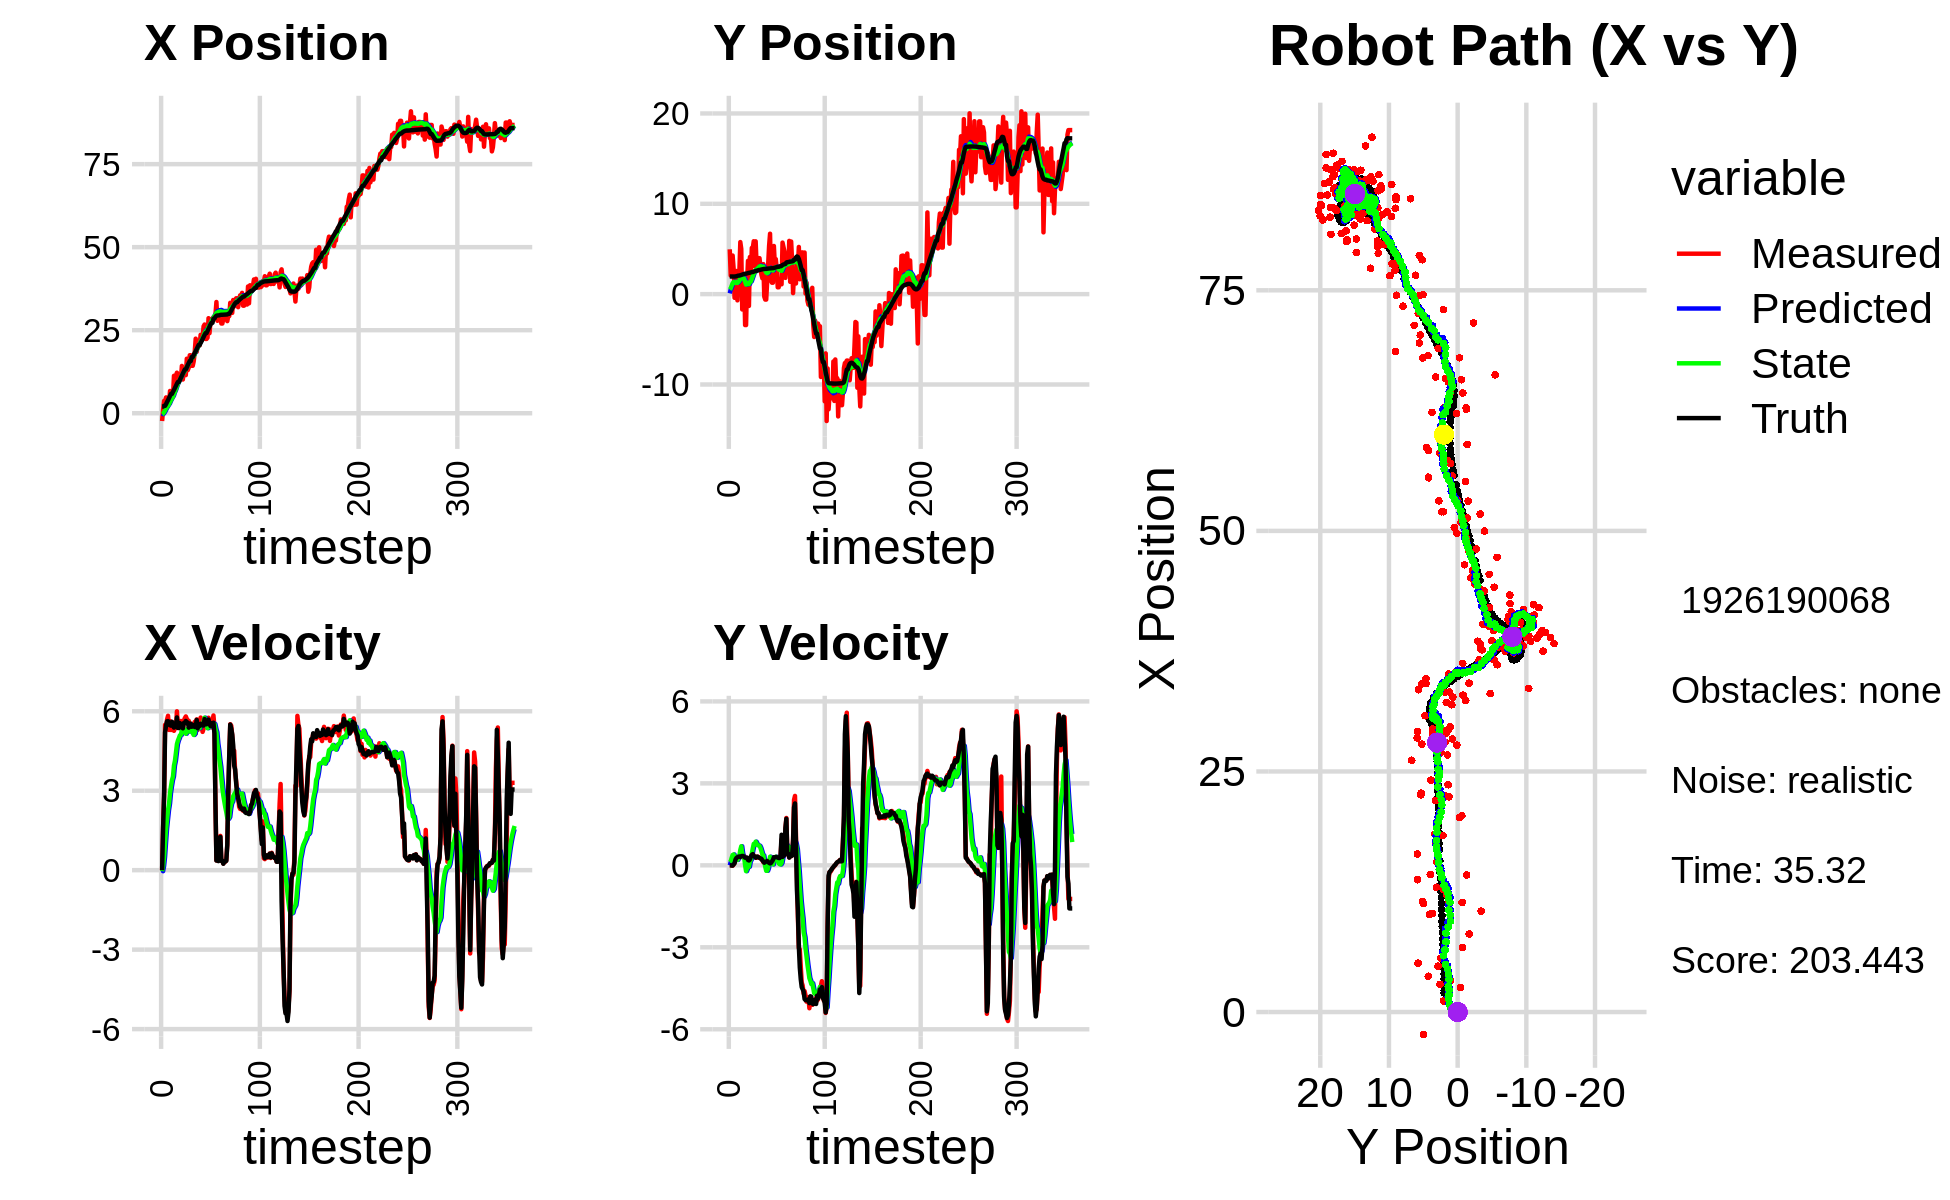 X Position
75
50
25
0
0
100
200
300
timestep
Y Position
20
10
0
-10
0
100
200
300
timestep
X Velocity
6
3
0
-3
-6
0
100
200
300
timestep
Y Velocity
6
3
0
-3
-6
0
100
200
300
timestep
Robot Path (X vs Y)
X Position
75
50
25
0
20 10 0 -10 -20
Y Position
variable
Measured
Predicted
State
Truth
1926190068
Obstacles: none
Noise: realistic
Time: 35.32
Score: 203.443